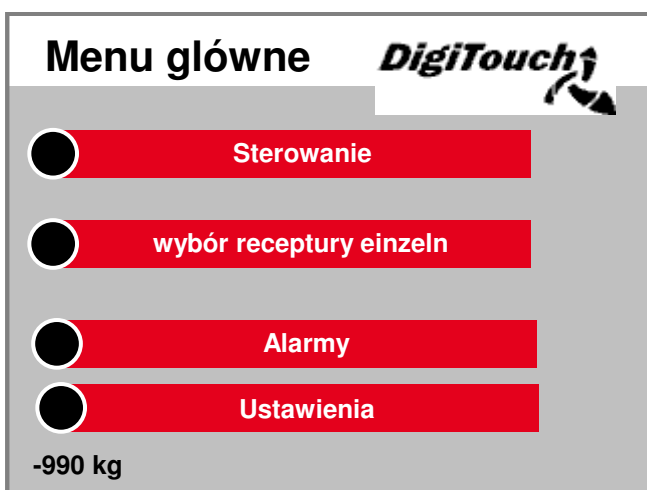 Menu glówne
DigiTouch
Sterowanie
wybór receptury einzeln
Alarmy
Ustawienia
-990 kg